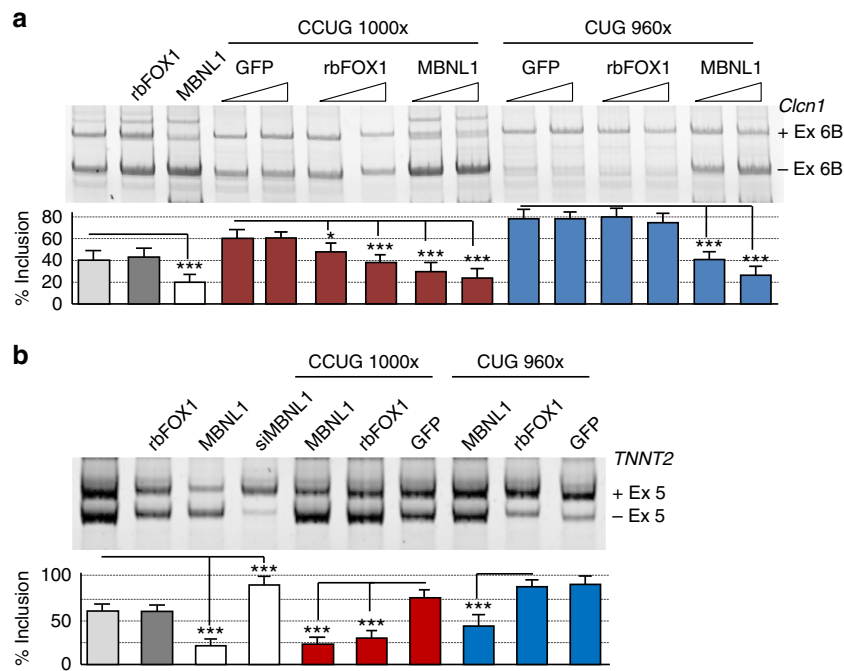 a
CCUG 1000x CUG 960x
rbFOX1 MBNL1 GFP rbFOX1 MBNL1 GFP rbFOX1 MBNL1
Clcn1
+ Ex 6B
– Ex 6B
% Inclusion
80
60
40
20
0
*** * *** *** *** *** ***
b
CCUG 1000x CUG 960x
rbFOX1 MBNL1 siMBNL1 MBNL1 rbFOX1 GFP MBNL1 rbFOX1 GFP
TNNT2
+ Ex 5
– Ex 5
% Inclusion
100
50
0
*** *** *** *** ***